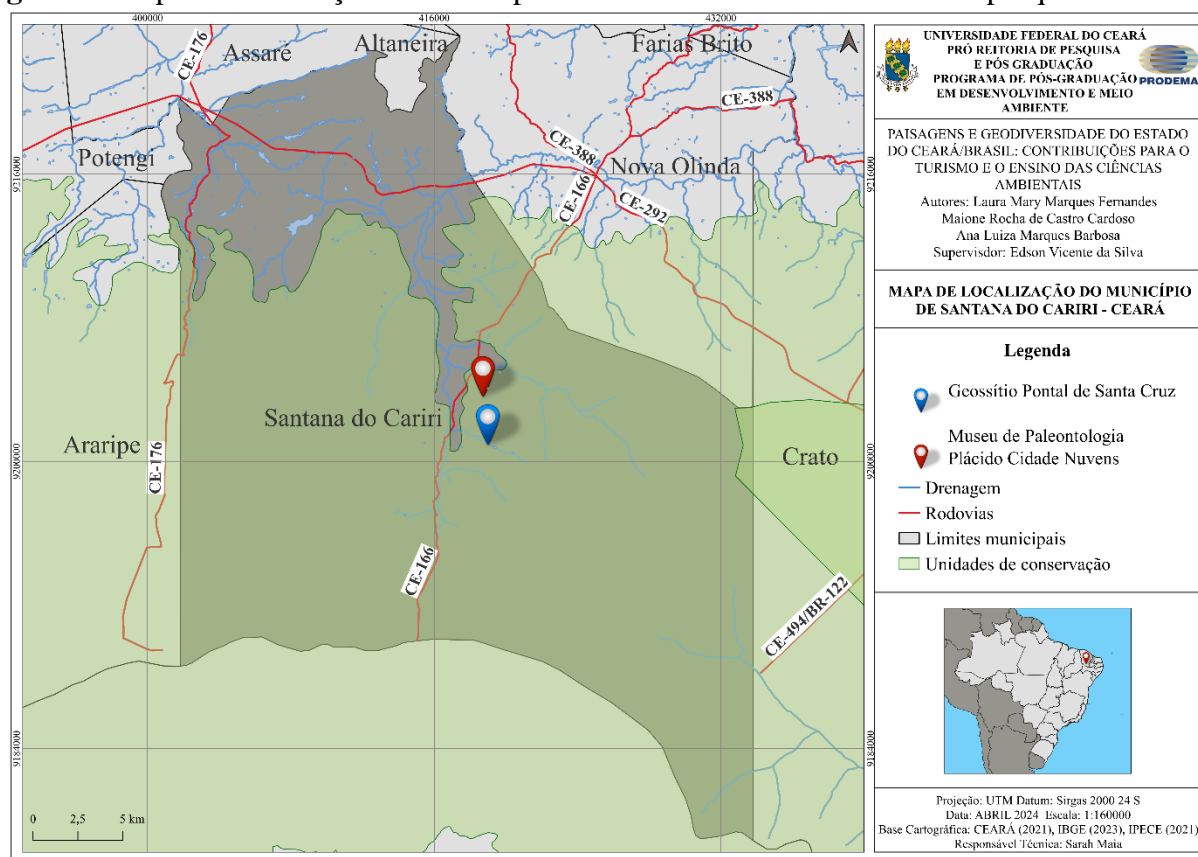 400000
416000
432000
CE-176
Assaré
Altaneira
Farias Brito
CE-388
Potengi
CE-388
Nova Olinda
9216000
9216000
CE-166
CE-292
Santana do Cariri
Araripe
CE-176
Crato
9200000
9200000
CE-166
CE-494/BR-122
9184000
9184000
0 2,5 5 km
UNIVERSIDADE FEDERAL DO CEARÁ
PRÓ REITORIA DE PESQUISA
E PÓS GRADUAÇÃO
PROGRAMA DE PÓS-GRADUAÇÃO
EM DESENVOLVIMENTO E MEIO
AMBIENTE
PRODEMA
PAISAGENS E GEODIVERSIDADE DO ESTADO
DO CEARÁ/BRASIL: CONTRIBUIÇÕES PARA O
TURISMO E O ENSINO DAS CIÊNCIAS
AMBIENTAIS
Autores: Laura Mary Marques Fernandes
Maione Rocha de Castro Cardoso
Ana Luiza Marques Barbosa
Supervisdor: Edson Vicente da Silva
MAPA DE LOCALIZAÇÃO DO MUNICÍPIO
DE SANTANA DO CARIRI - CEARÁ
Legenda
Geossítio Pontal de Santa Cruz
Museu de Paleontologia
Plácido Cidade Nuvens
Drenagem
Rodovias
Limites municipais
Unidades de conservação
Projeção: UTM Datum: Sirgas 2000 24 S
Data: ABRIL 2024 Escala: 1:160000
Base Cartográfica: CEARÁ (2021), IBGE (2023), IPECE (2021)
Responsável Técnica: Sarah Maia